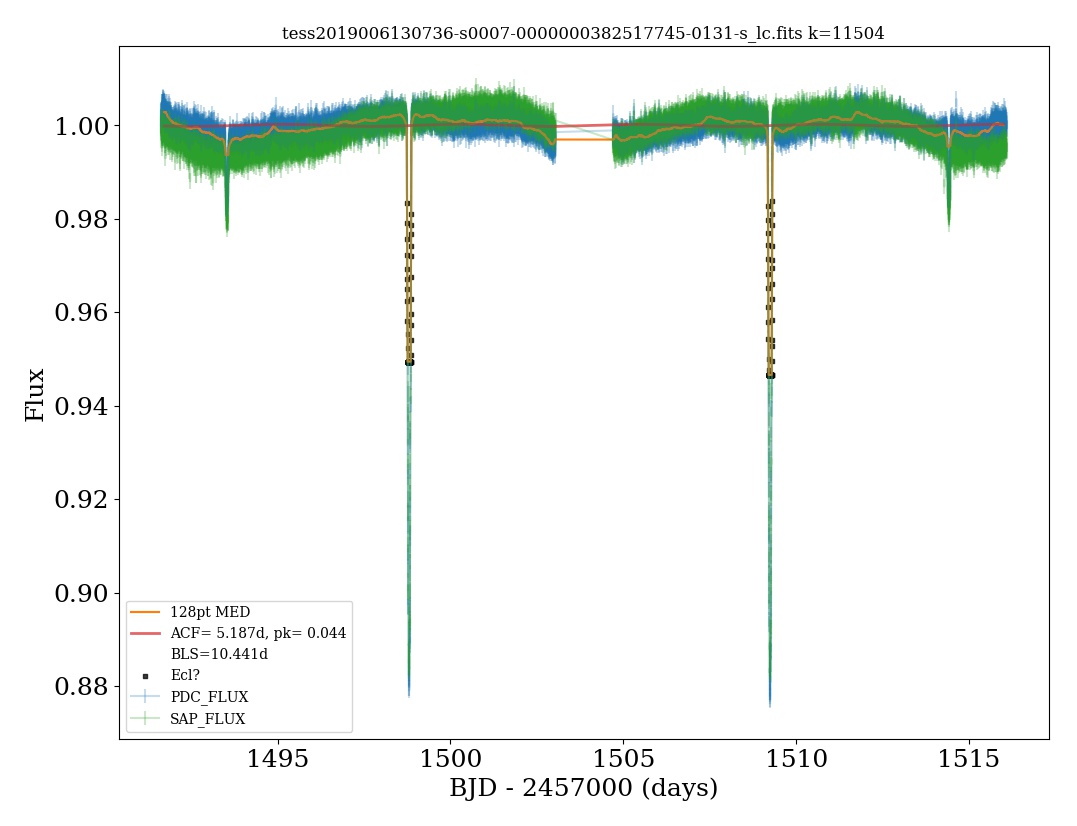 tess2019006130736-s0007-0000000382517745-0131-s_lc.fits k=11504
1.00
0.98
0.96
0.94
0.92
0.90
0.88
Flux
128pt MED
ACF= 5.187d, pk= 0.044
BLS=10.441d
Ecl?
PDC_FLUX
SAP_FLUX
1495
1500
1505
1510
1515
BJD - 2457000 (days)